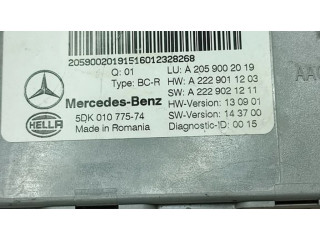 20590020191516012328268
Q: 01 LU: A 205 900 20 19
Type: BC-R HW: A 222 901 12 03
SW: A 222 902 12 11
Mercedes-Benz HW-Version: 13 09 01
HELLA 5DK 010 775-74 SW-Version: 14 37 00
Made in Romania Diagnostic-ID: 00 15